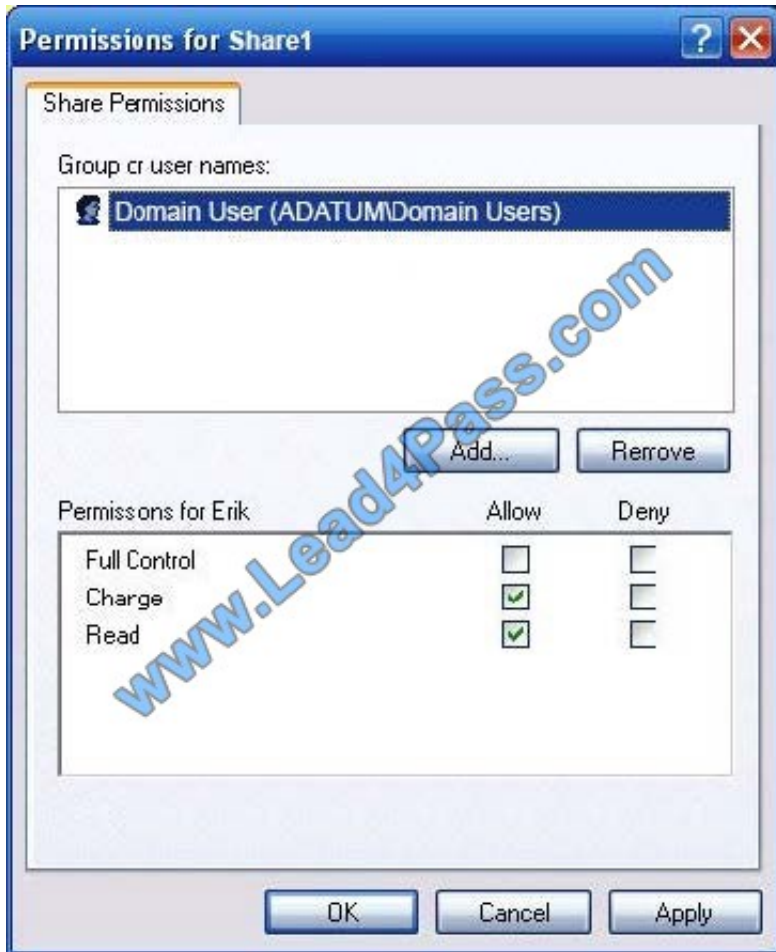 Permissions for Share1
Share Permissions
Group cr user names:
Domain User (ADATUM\Domain Users)
Add...
Remove
Permissons for Erik
Allow
Deny
Full Control
Charge
Read
www.Lead4Pass.com
OK
Cancel
Apply